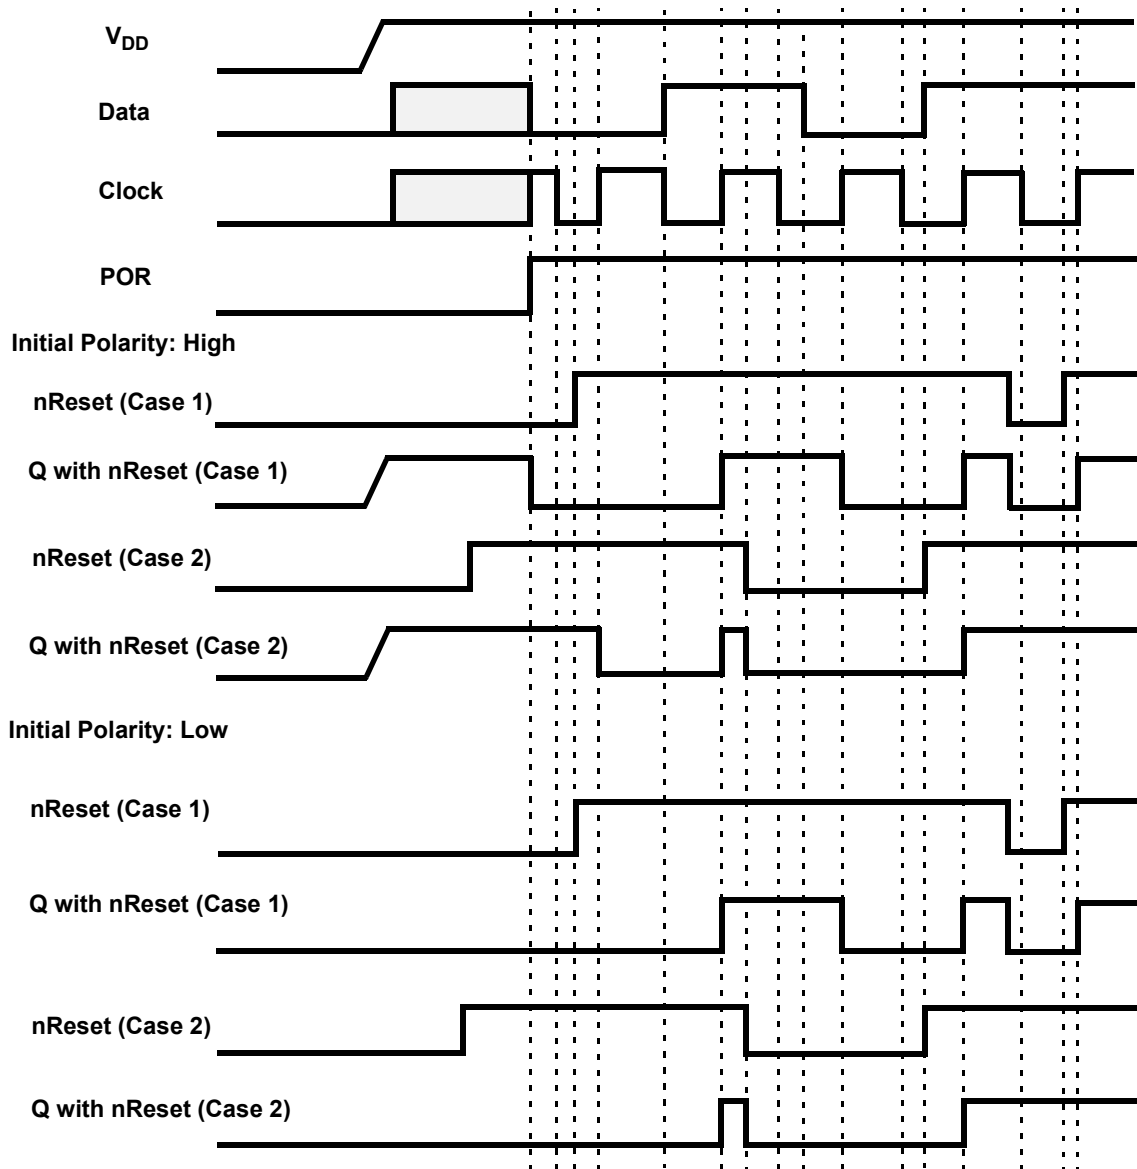 VDD
Data
Clock
POR
Initial Polarity: High
nReset (Case 1)
Q with nReset (Case 1)
nReset (Case 2)
Q with nReset (Case 2)
Initial Polarity: Low
nReset (Case 1)
Q with nReset (Case 1)
nReset (Case 2)
Q with nReset (Case 2)